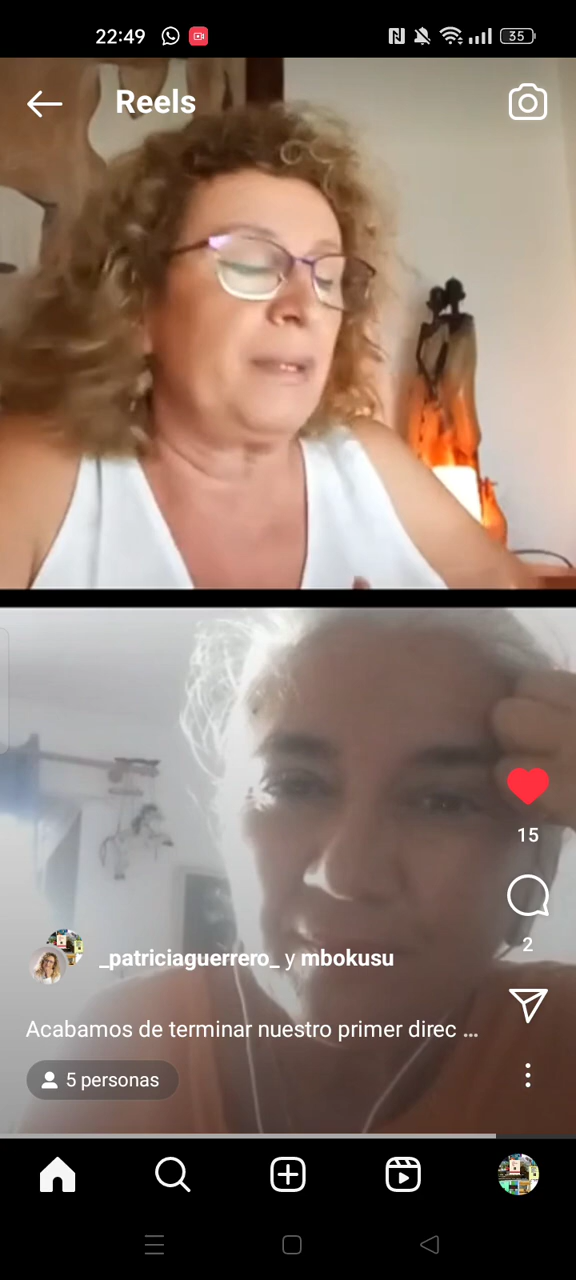 22:49
35
Reels
15
2
_patriciaguerrero_ y mbokusu
Acabamos de terminar nuestro primer direc ...
5 personas